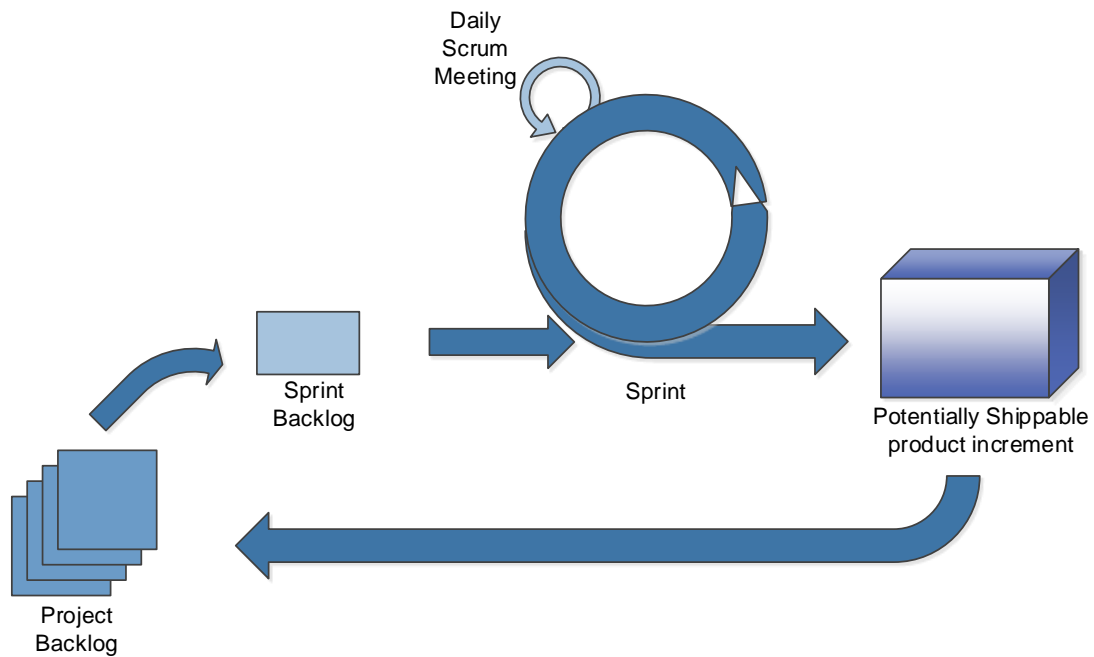 Daily
Scrum
Meeting
Sprint
Backlog
Sprint
Potentially Shippable
product increment
Project
Backlog